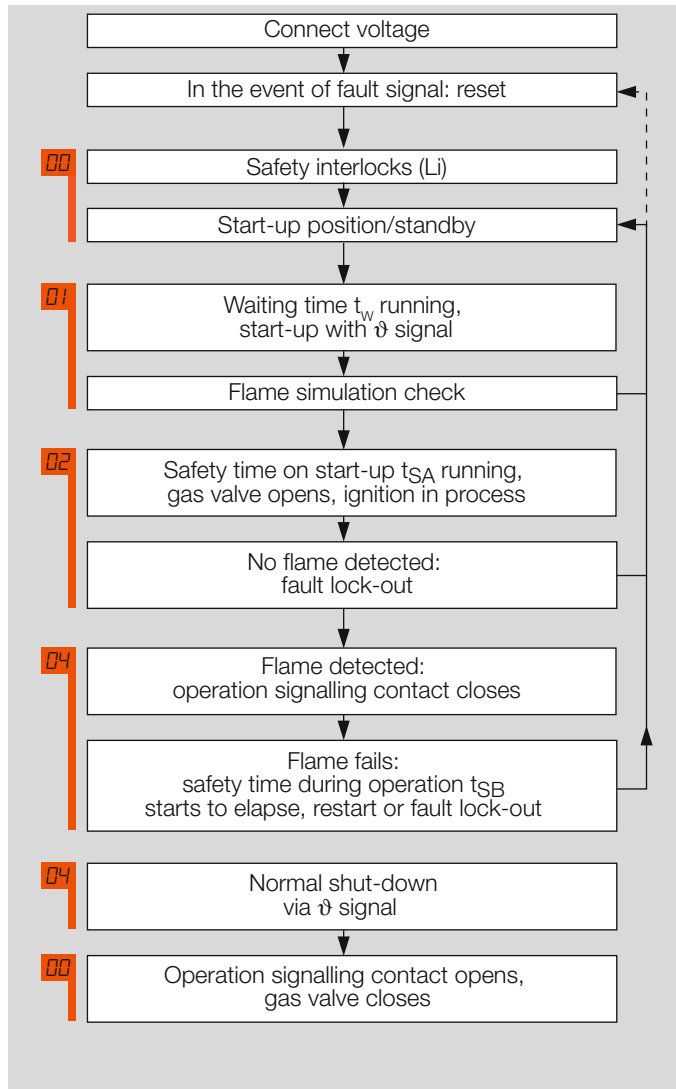 Connect voltage
In the event of fault signal: reset
00
Safety interlocks (Li)
Start-up position/standby
01
Waiting time tw running,
start-up with ϑ signal
Flame simulation check
02
Safety time on start-up tSA running,
gas valve opens, ignition in process
No flame detected:
fault lock-out
04
Flame detected:
operation signalling contact closes
Flame fails:
safety time during operation tSB
starts to elapse, restart or fault lock-out
04
Normal shut-down
via ϑ signal
00
Operation signalling contact opens,
gas valve closes